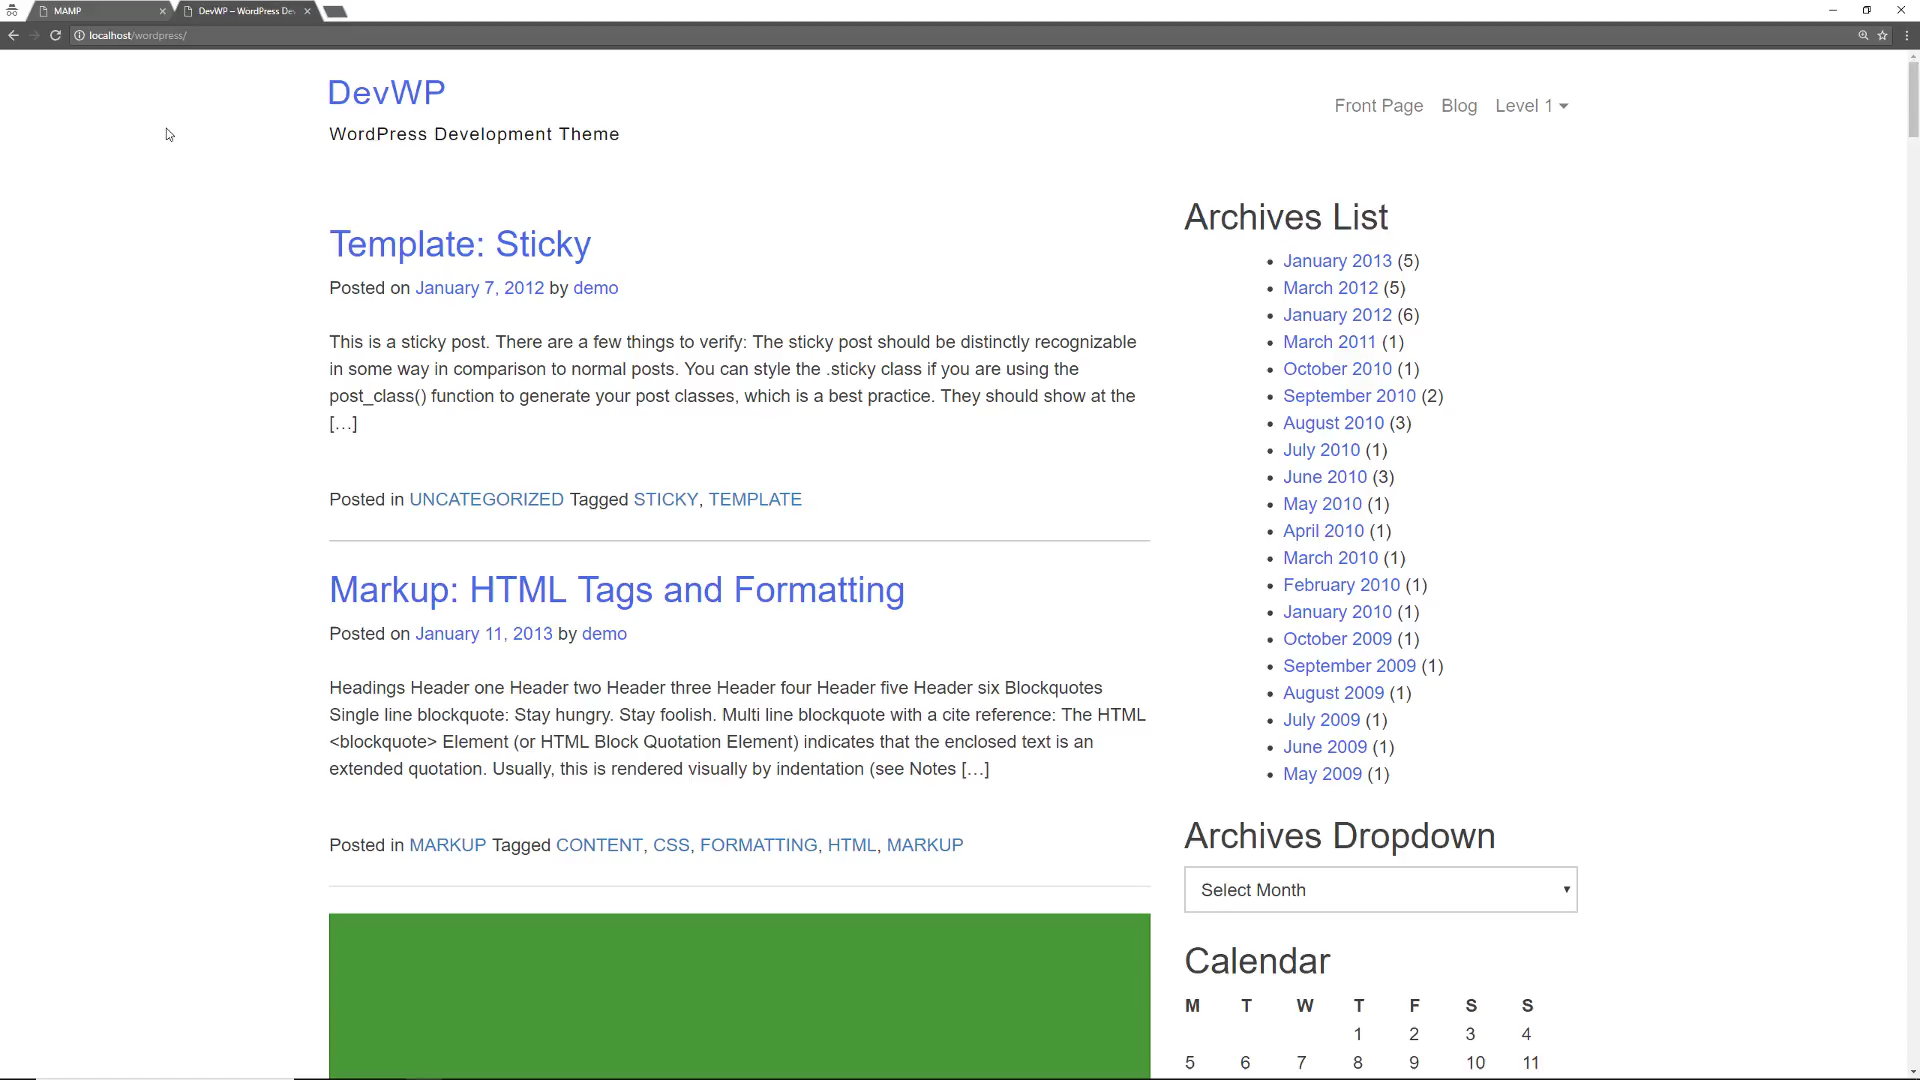 MAMP
DevWP – WordPress De
localhost/wordpress/
DevWP
WordPress Development Theme
Front Page Blog Level 1
Template: Sticky
Posted on January 7, 2012 by demo
This is a sticky post. There are a few things to verify: The sticky post should be distinctly recognizable
in some way in comparison to normal posts. You can style the .sticky class if you are using the
post_class() function to generate your post classes, which is a best practice. They should show at the
[…]
Posted in UNCATEGORIZED Tagged STICKY, TEMPLATE
Markup: HTML Tags and Formatting
Posted on January 11, 2013 by demo
Headings Header one Header two Header three Header four Header five Header six Blockquotes
Single line blockquote: Stay hungry. Stay foolish. Multi line blockquote with a cite reference: The HTML
<blockquote> Element (or HTML Block Quotation Element) indicates that the enclosed text is an
extended quotation. Usually, this is rendered visually by indentation (see Notes […]
Posted in MARKUP Tagged CONTENT, CSS, FORMATTING, HTML, MARKUP
Archives List
January 2013 (5)
March 2012 (5)
January 2012 (6)
March 2011 (1)
October 2010 (1)
September 2010 (2)
August 2010 (3)
July 2010 (1)
June 2010 (3)
May 2010 (1)
April 2010 (1)
March 2010 (1)
February 2010 (1)
January 2010 (1)
October 2009 (1)
September 2009 (1)
August 2009 (1)
July 2009 (1)
June 2009 (1)
May 2009 (1)
Archives Dropdown
Select Month
Calendar
M T W T F S S
1 2 3 4
5 6 7 8 9 10 11